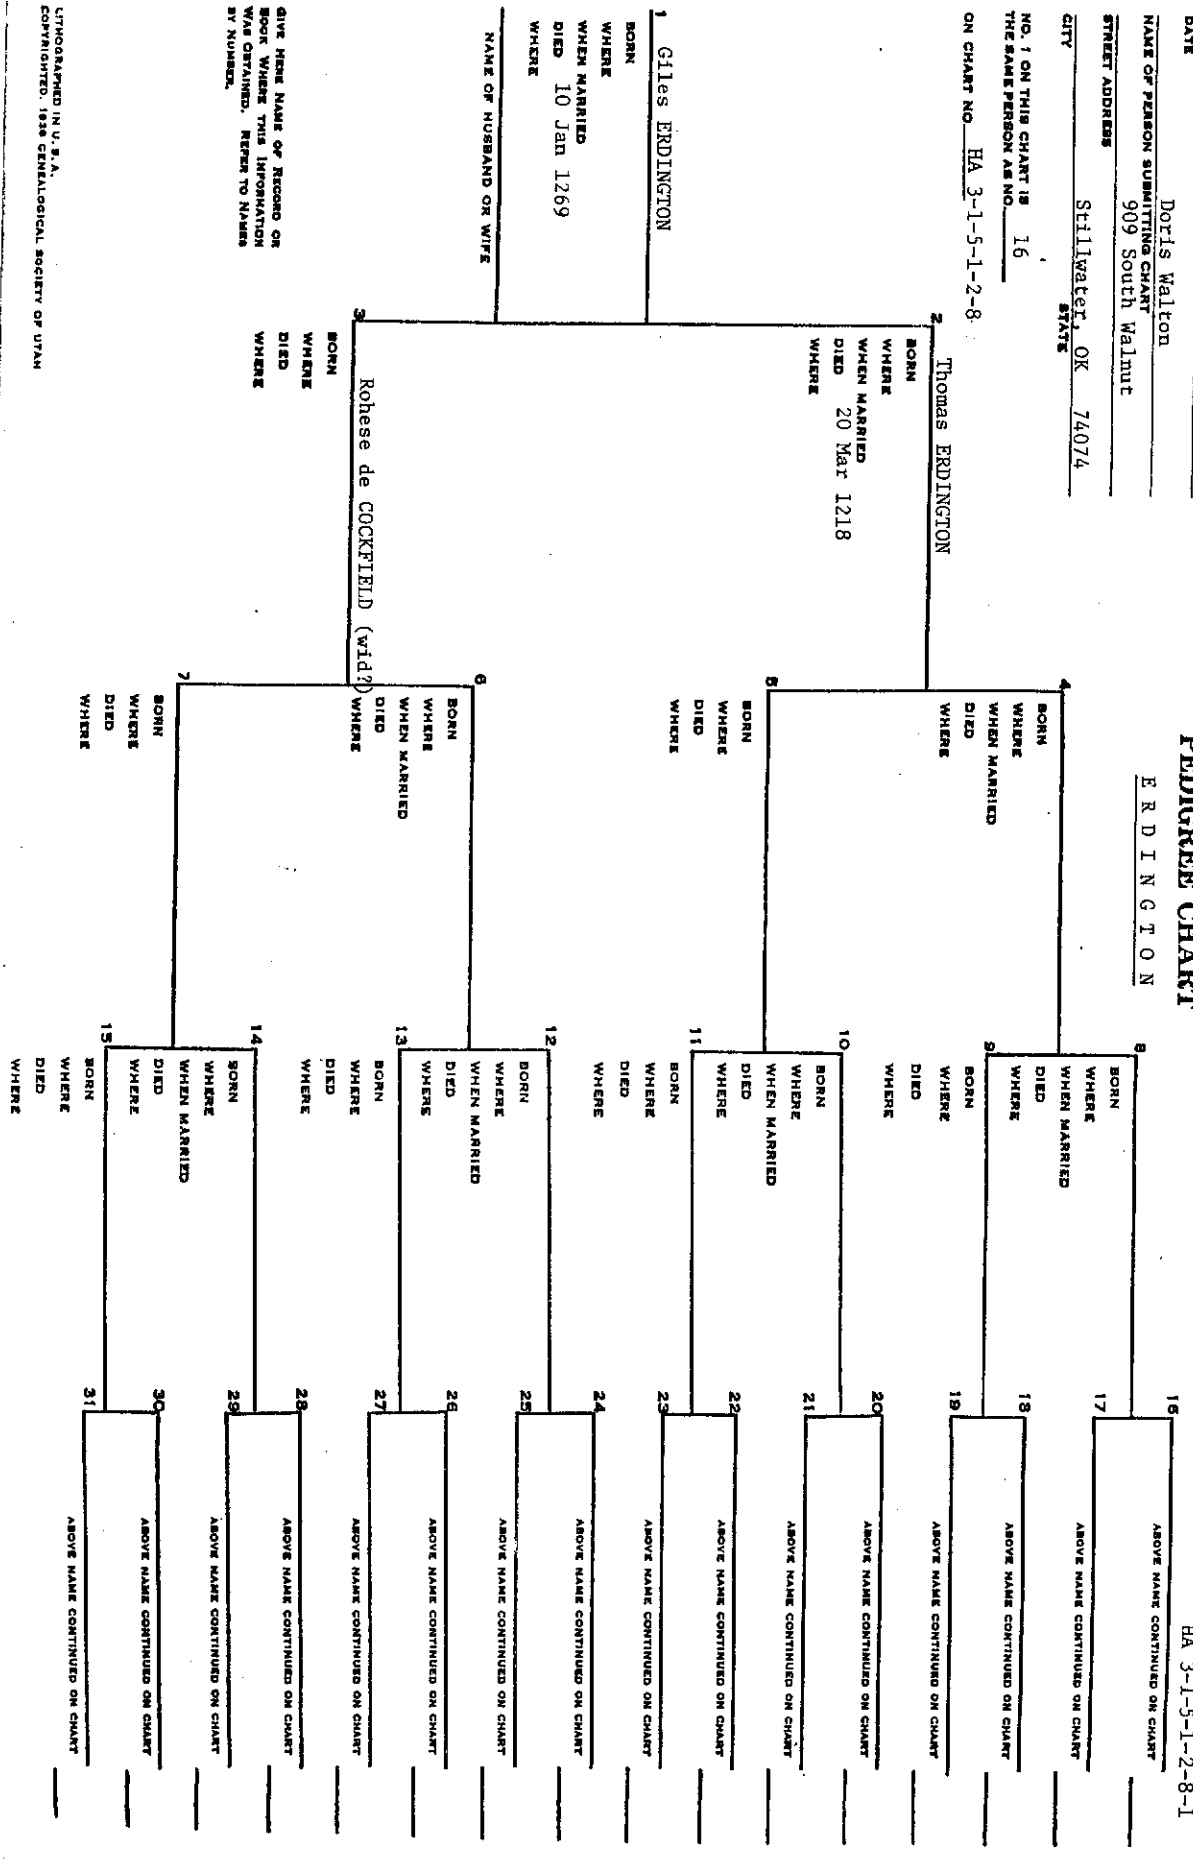 HA 3-1-5-1-2-8-1
PEDIGREE CHART
E R D I N G T O N
DATE
Doris Walton
NAME OF PERSON SUBMITTING CHART
909 South Walnut
STREET ADDRESS
Stillwater, OK 74074
CITY STATE
NO. 1 ON THIS CHART IS
THE SAME PERSON AS NO. 16
ON CHART NO. HA 3-1-5-1-2-8
1 Giles ERDINGTON
BORN
WHERE
WHEN MARRIED
DIED 10 Jan 1269
WHERE
NAME OF HUSBAND OR WIFE
GIVE HERE NAME OF RECORD OR
BOOK WHERE THIS INFORMATION
WAS OBTAINED. REFER TO NAMES
BY NUMBER.
LITHOGRAPHED IN U. S. A.
COPYRIGHTED. 1936 GENEALOGICAL SOCIETY OF UTAH
2 Thomas ERDINGTON
BORN
WHERE
WHEN MARRIED
DIED 20 Mar 1218
WHERE
3 Rohese de COCKFIELD (wid?)
BORN
WHERE
DIED
WHERE
4
BORN
WHERE
WHEN MARRIED
DIED
WHERE
5
BORN
WHERE
DIED
WHERE
6
BORN
WHERE
WHEN MARRIED
DIED
WHERE
7
BORN
WHERE
DIED
WHERE
8
BORN
WHERE
WHEN MARRIED
DIED
WHERE
9
BORN
WHERE
DIED
WHERE
10
BORN
WHERE
WHEN MARRIED
DIED
WHERE
11
BORN
WHERE
DIED
WHERE
12
BORN
WHERE
WHEN MARRIED
DIED
WHERE
13
BORN
WHERE
DIED
WHERE
14
BORN
WHERE
WHEN MARRIED
DIED
WHERE
15
BORN
WHERE
DIED
WHERE
16
ABOVE NAME CONTINUED ON CHART
17
ABOVE NAME CONTINUED ON CHART
18
ABOVE NAME CONTINUED ON CHART
19
ABOVE NAME CONTINUED ON CHART
20
ABOVE NAME CONTINUED ON CHART
21
ABOVE NAME CONTINUED ON CHART
22
ABOVE NAME CONTINUED ON CHART
23
ABOVE NAME CONTINUED ON CHART
24
ABOVE NAME CONTINUED ON CHART
25
ABOVE NAME CONTINUED ON CHART
26
ABOVE NAME CONTINUED ON CHART
27
ABOVE NAME CONTINUED ON CHART
28
ABOVE NAME CONTINUED ON CHART
29
ABOVE NAME CONTINUED ON CHART
30
ABOVE NAME CONTINUED ON CHART
31
ABOVE NAME CONTINUED ON CHART